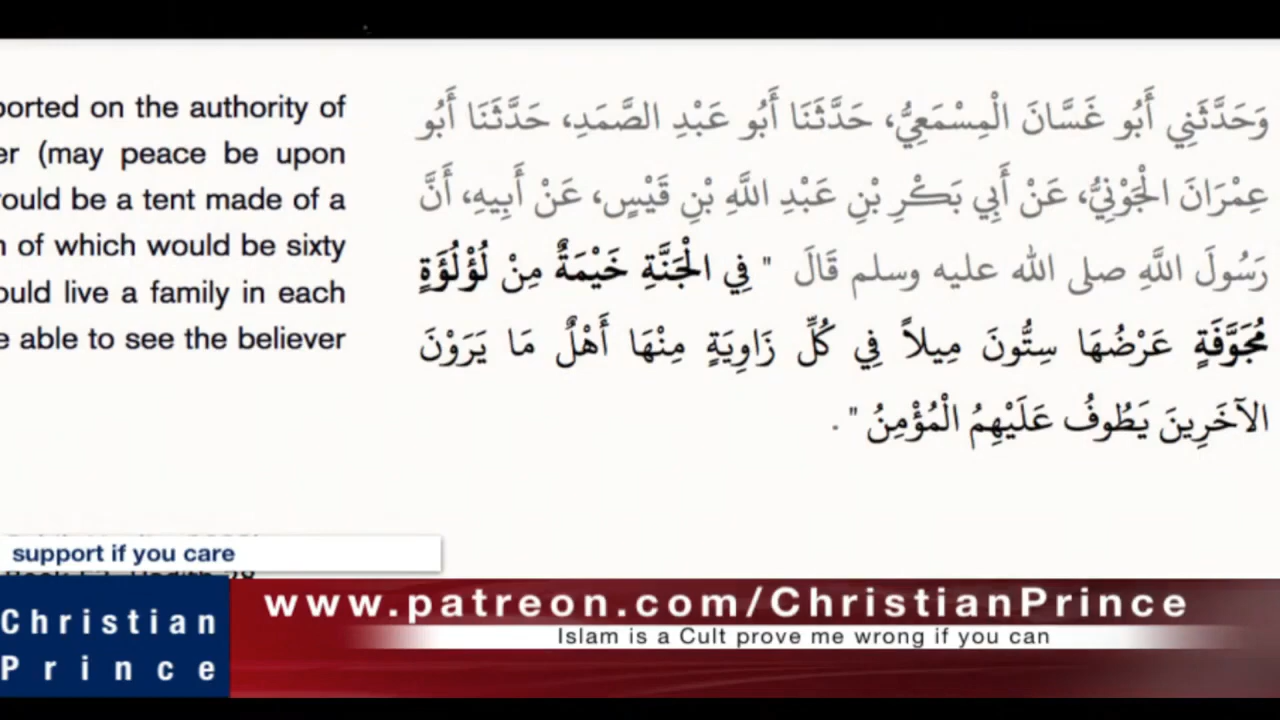 ported on the authority of
er (may peace be upon
would be a tent made of a
of which would be sixty
ould live a family in each
e able to see the believer
وَحَدَّثَنِي أَبُو غَسَّانَ الْمِسْمَعِيُّ، حَدَّثَنَا أَبُو عَبْدِ الصَّمَدِ، حَدَّثَنَا أَبُو
عِمْرَانَ الْجَوْنِيُّ، عَنْ أَبِي بَكْرِ بْنِ عَبْدِ اللَّهِ بْنِ قَيْسٍ، عَنْ أَبِيهِ، أَنَّ
رَسُولَ اللَّهِ صلى الله عليه وسلم قَالَ " فِي الْجَنَّةِ خَيْمَةٌ مِنْ لُؤْلُؤَةٍ
مُجَوَّفَةٍ عَرْضُهَا سِتُّونَ مِيلاً فِي كُلِّ زَاوِيَةٍ مِنْهَا أَهْلٌ مَا يَرَوْنَ
الآخَرِينَ يَطُوفُ عَلَيْهِمُ الْمُؤْمِنُ " .
support if you care
Christian
Prince
www.patreon.com/ChristianPrince
Islam is a Cult prove me wrong if you can